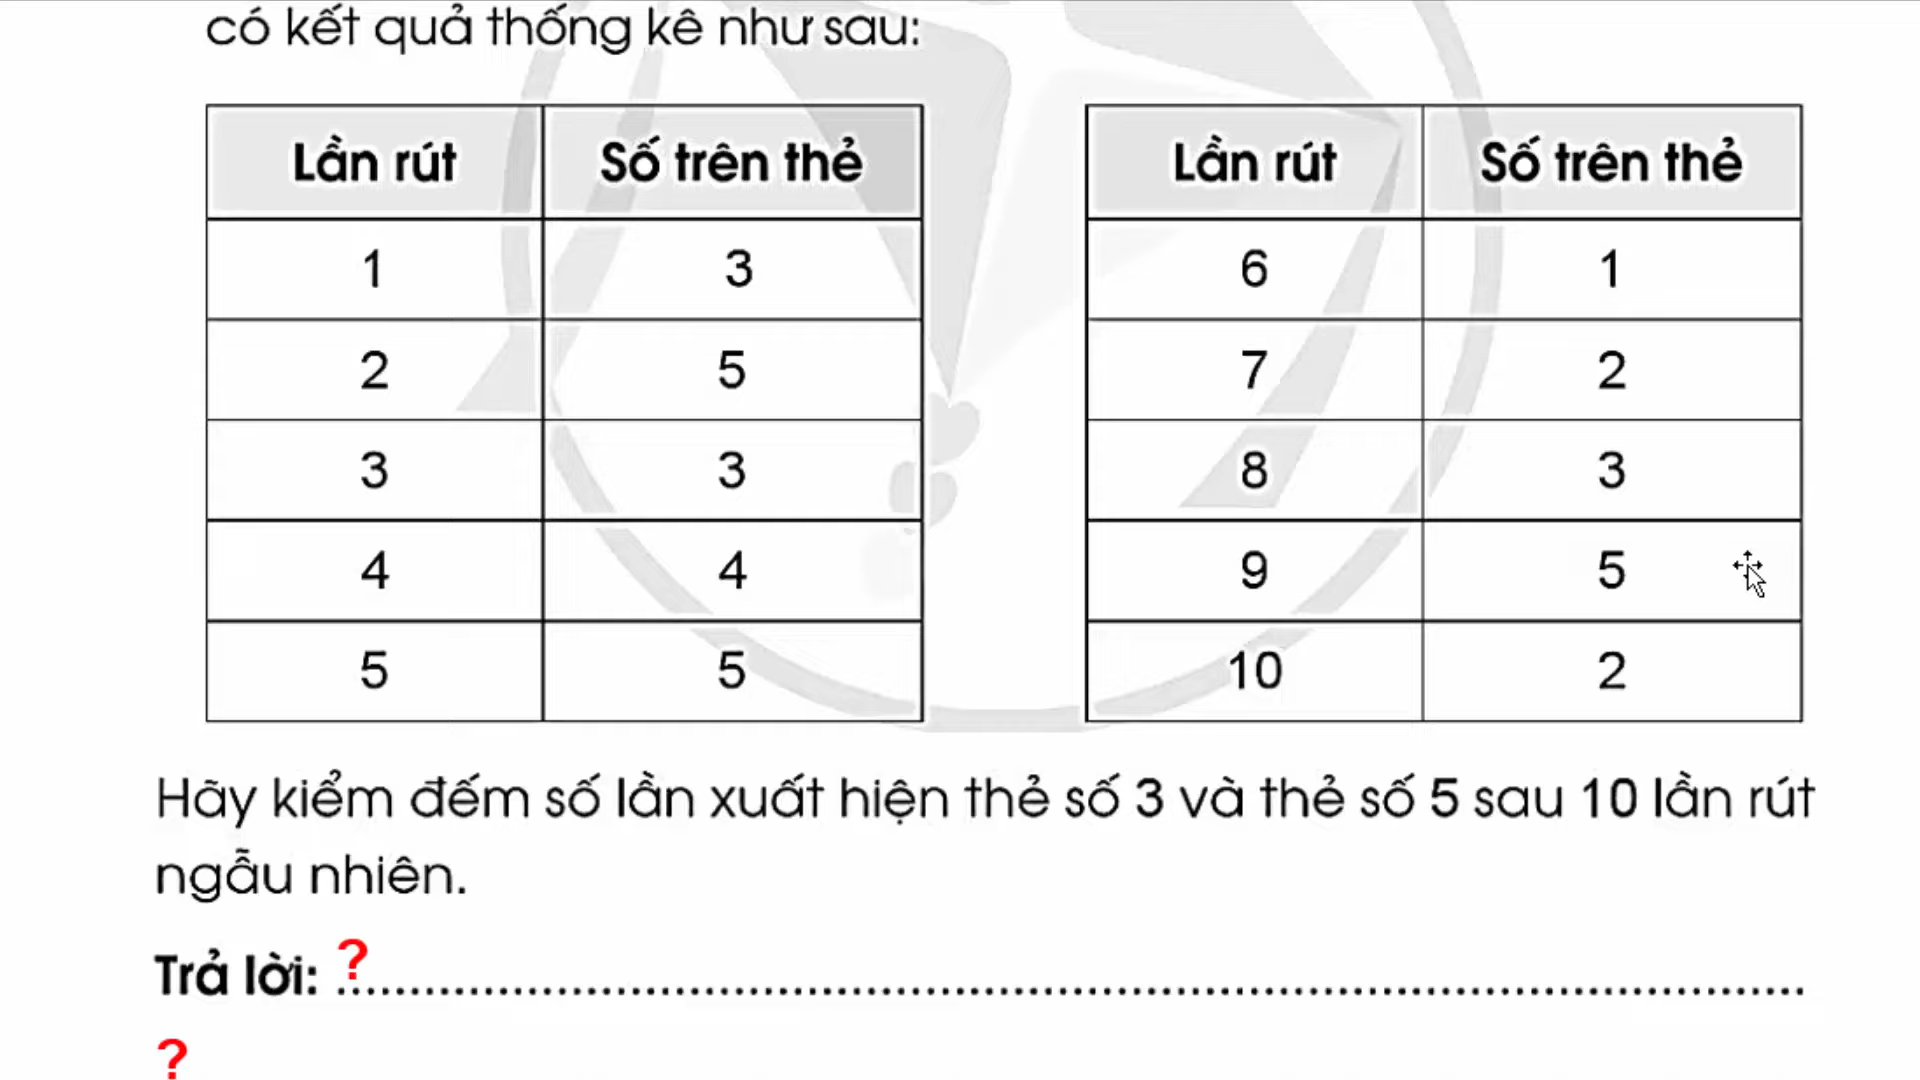 có kết quả thống kê như sau:
Lần rút Số trên thẻ
1 3
2 5
3 3
4 4
5 5
Lần rút Số trên thẻ
6 1
7 2
8 3
9 5
10 2
Hãy kiểm đếm số lần xuất hiện thẻ số 3 và thẻ số 5 sau 10 lần rút
ngẫu nhiên.
Trả lời: ?....................................................................................................
?